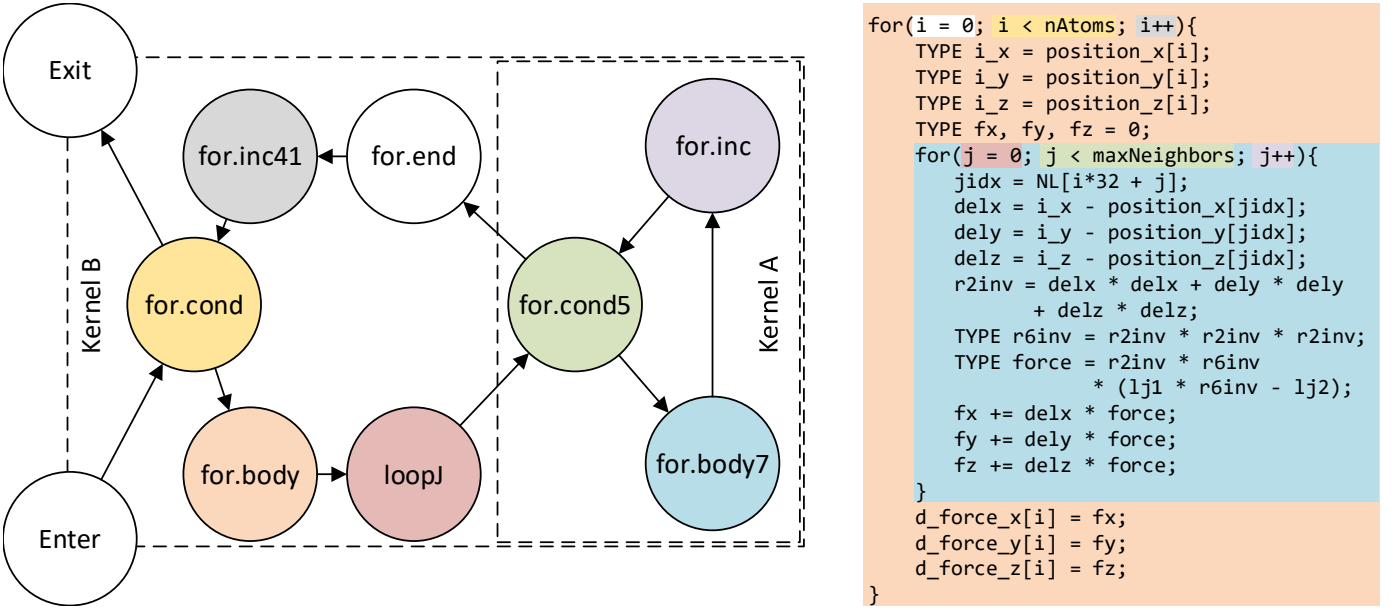 Exit
for.inc41
for.end
for.inc
Kernel B
for.cond
for.cond5
Kernel A
for.body
loopJ
for.body7
Enter
for(i = 0; i < nAtoms; i++){
TYPE i_x = position_x[i];
TYPE i_y = position_y[i];
TYPE i_z = position_z[i];
TYPE fx, fy, fz = 0;
for(j = 0; j < maxNeighbors; j++){
jidx = NL[i*32 + j];
delx = i_x - position_x[jidx];
dely = i_y - position_y[jidx];
delz = i_z - position_z[jidx];
r2inv = delx * delx + dely * dely
+ delz * delz;
TYPE r6inv = r2inv * r2inv * r2inv;
TYPE force = r2inv * r6inv
* (lj1 * r6inv - lj2);
fx += delx * force;
fy += dely * force;
fz += delz * force;
}
d_force_x[i] = fx;
d_force_y[i] = fy;
d_force_z[i] = fz;
}